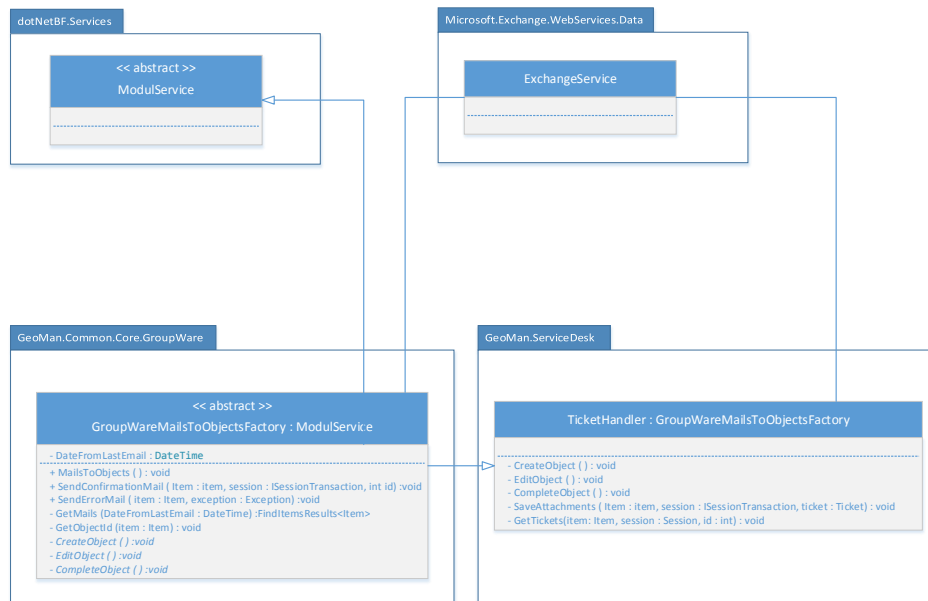 dotNetBF.Services
<< abstract >>
ModulService
Microsoft.Exchange.WebServices.Data
ExchangeService
GeoMan.Common.Core.GroupWare
<< abstract >>
GroupWareMailsToObjectsFactory : ModulService
- DateFromLastEmail : DateTime
+ MailsToObjects ( ) : void
+ SendConfirmationMail ( Item : item, session : ISessionTransaction, int id) :void
+ SendErrorMail ( item : Item, exception : Exception) :void
- GetMails (DateFromLastEmail : DateTime) :FindItemsResults<Item>
- GetObjectId (item : Item) : void
- CreateObject ( ) :void
- EditObject ( ) :void
- CompleteObject ( ) :void
GeoMan.ServiceDesk
TicketHandler : GroupWareMailsToObjectsFactory
- CreateObject ( ) : void
- EditObject ( ) : void
- CompleteObject ( ) : void
- SaveAttachments ( Item : item, session : ISessionTransaction, ticket : Ticket) : void
- GetTickets(item: Item, session : Session, id : int) : void